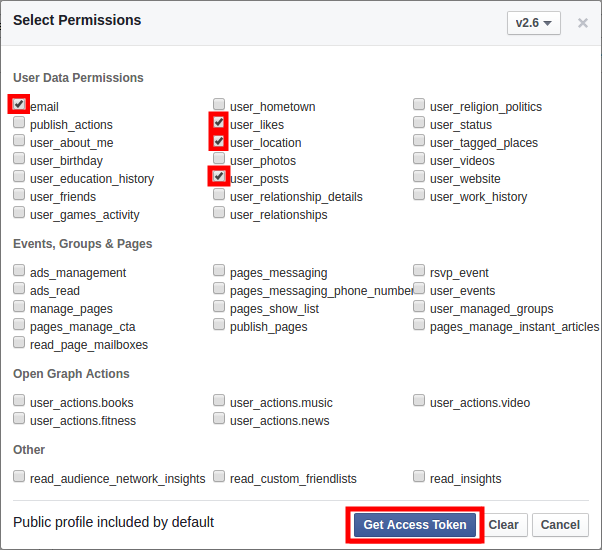 Select Permissions
v2.6
User Data Permissions
email user_hometown user_religion_politics
publish_actions user_likes user_status
user_about_me user_location user_tagged_places
user_birthday user_photos user_videos
user_education_history user_posts user_website
user_friends user_relationship_details user_work_history
user_games_activity user_relationships
Events, Groups & Pages
ads_management pages_messaging rsvp_event
ads_read pages_messaging_phone_number user_events
manage_pages pages_show_list user_managed_groups
pages_manage_cta publish_pages pages_manage_instant_articles
read_page_mailboxes
Open Graph Actions
user_actions.books user_actions.music user_actions.video
user_actions.fitness user_actions.news
Other
read_audience_network_insights read_custom_friendlists read_insights
Public profile included by default Get Access Token Clear Cancel